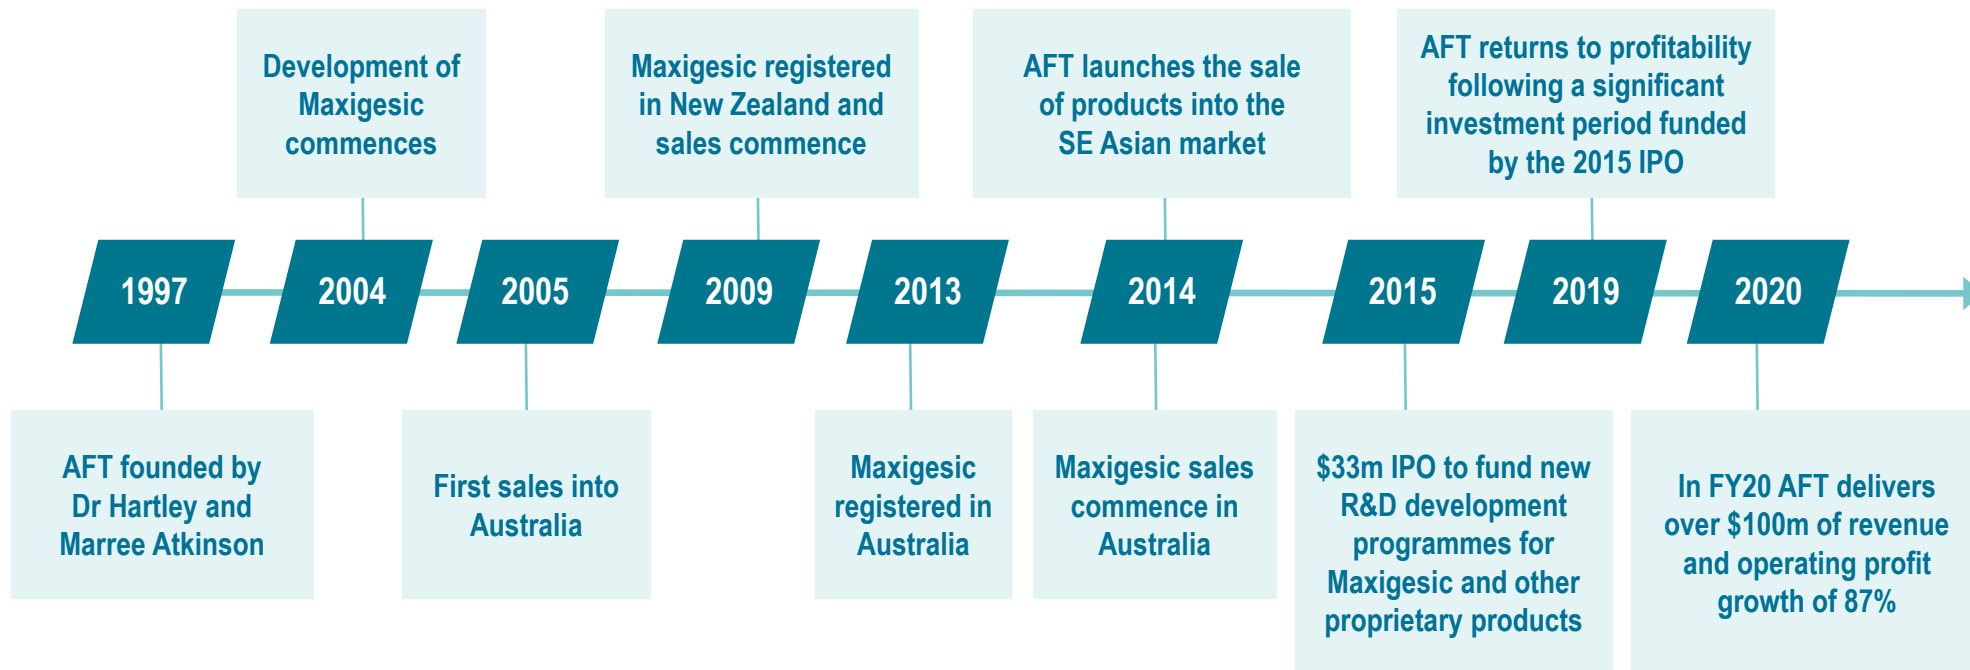 Development of
Maxigesic
commences
Maxigesic registered
in New Zealand and
sales commence
AFT launches the sale
of products into the
SE Asian market
AFT returns to profitability
following a significant
investment period funded
by the 2015 IPO
1997
2004
2005
2009
2013
2014
2015
2019
2020
AFT founded by
Dr Hartley and
Marree Atkinson
First sales into
Australia
Maxigesic
registered in
Australia
Maxigesic sales
commence in
Australia
$33m IPO to fund new
R&D development
programmes for
Maxigesic and other
proprietary products
In FY20 AFT delivers
over $100m of revenue
and operating profit
growth of 87%